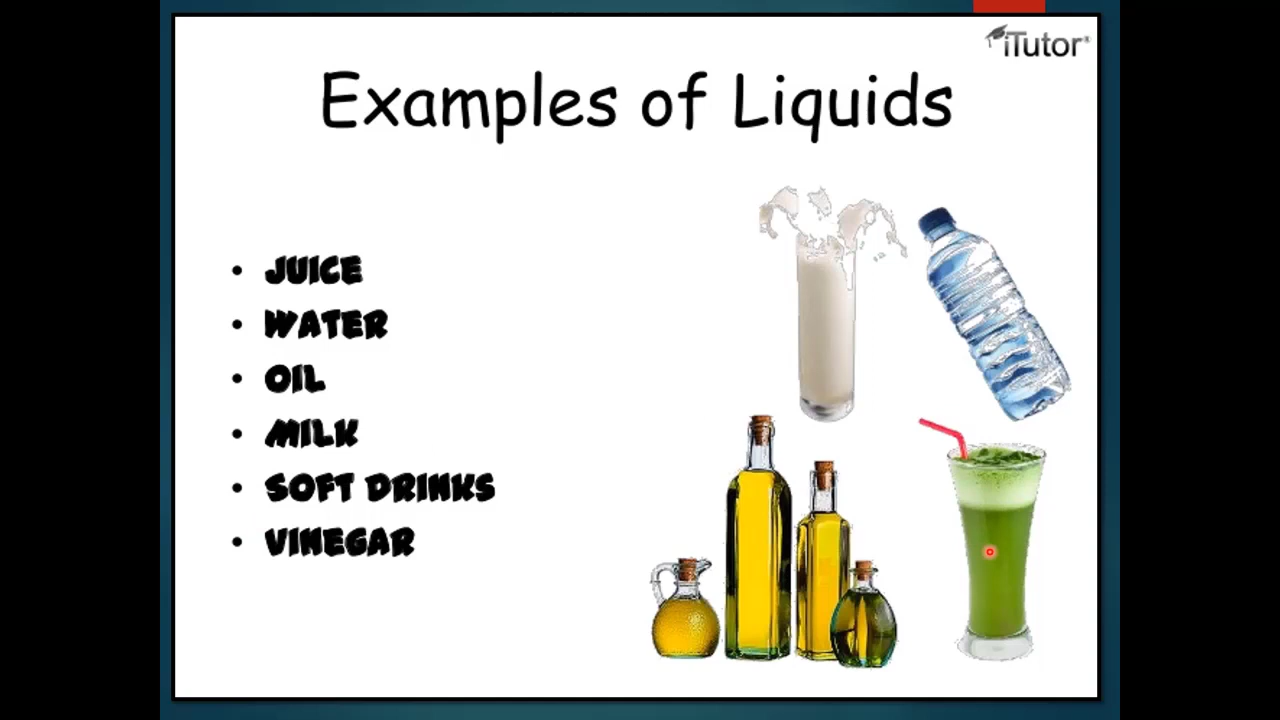 iTutor®
Examples of Liquids
• JUICE
• WATER
• OIL
• MILK
• SOFT DRINKS
• VINEGAR